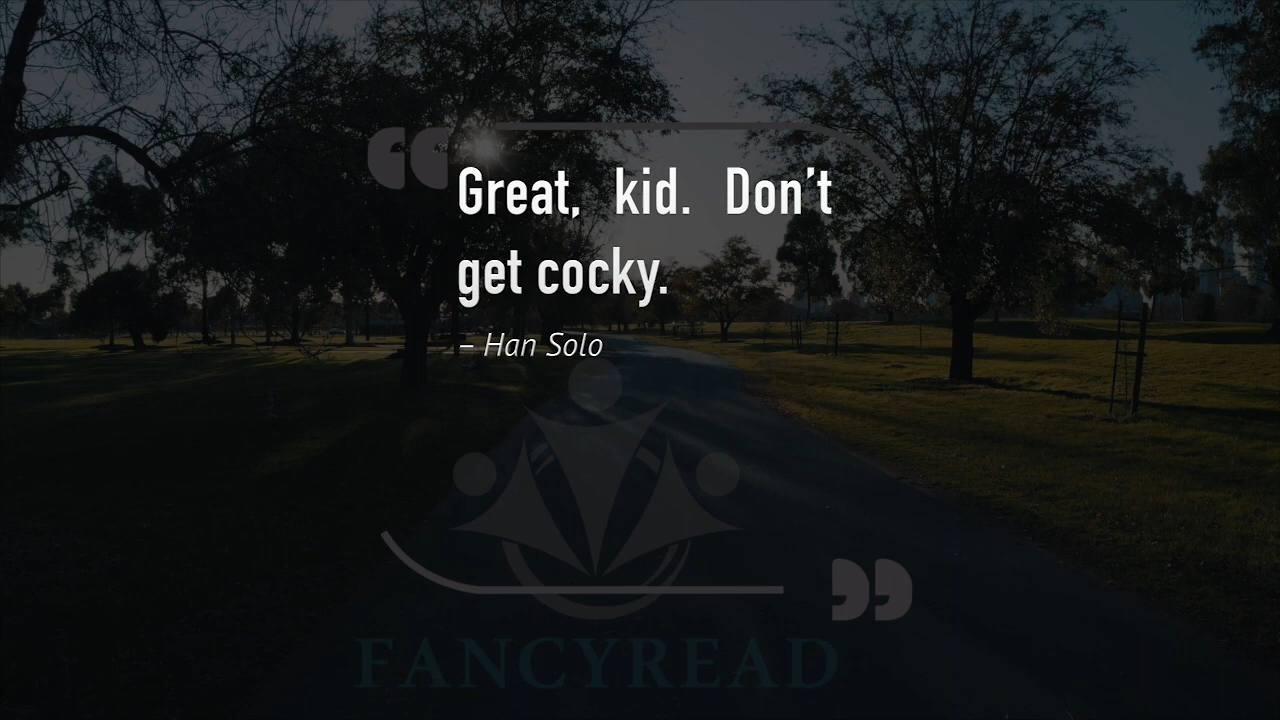 Great, kid. Don’t
get cocky.
– Han Solo
FANCYREAD